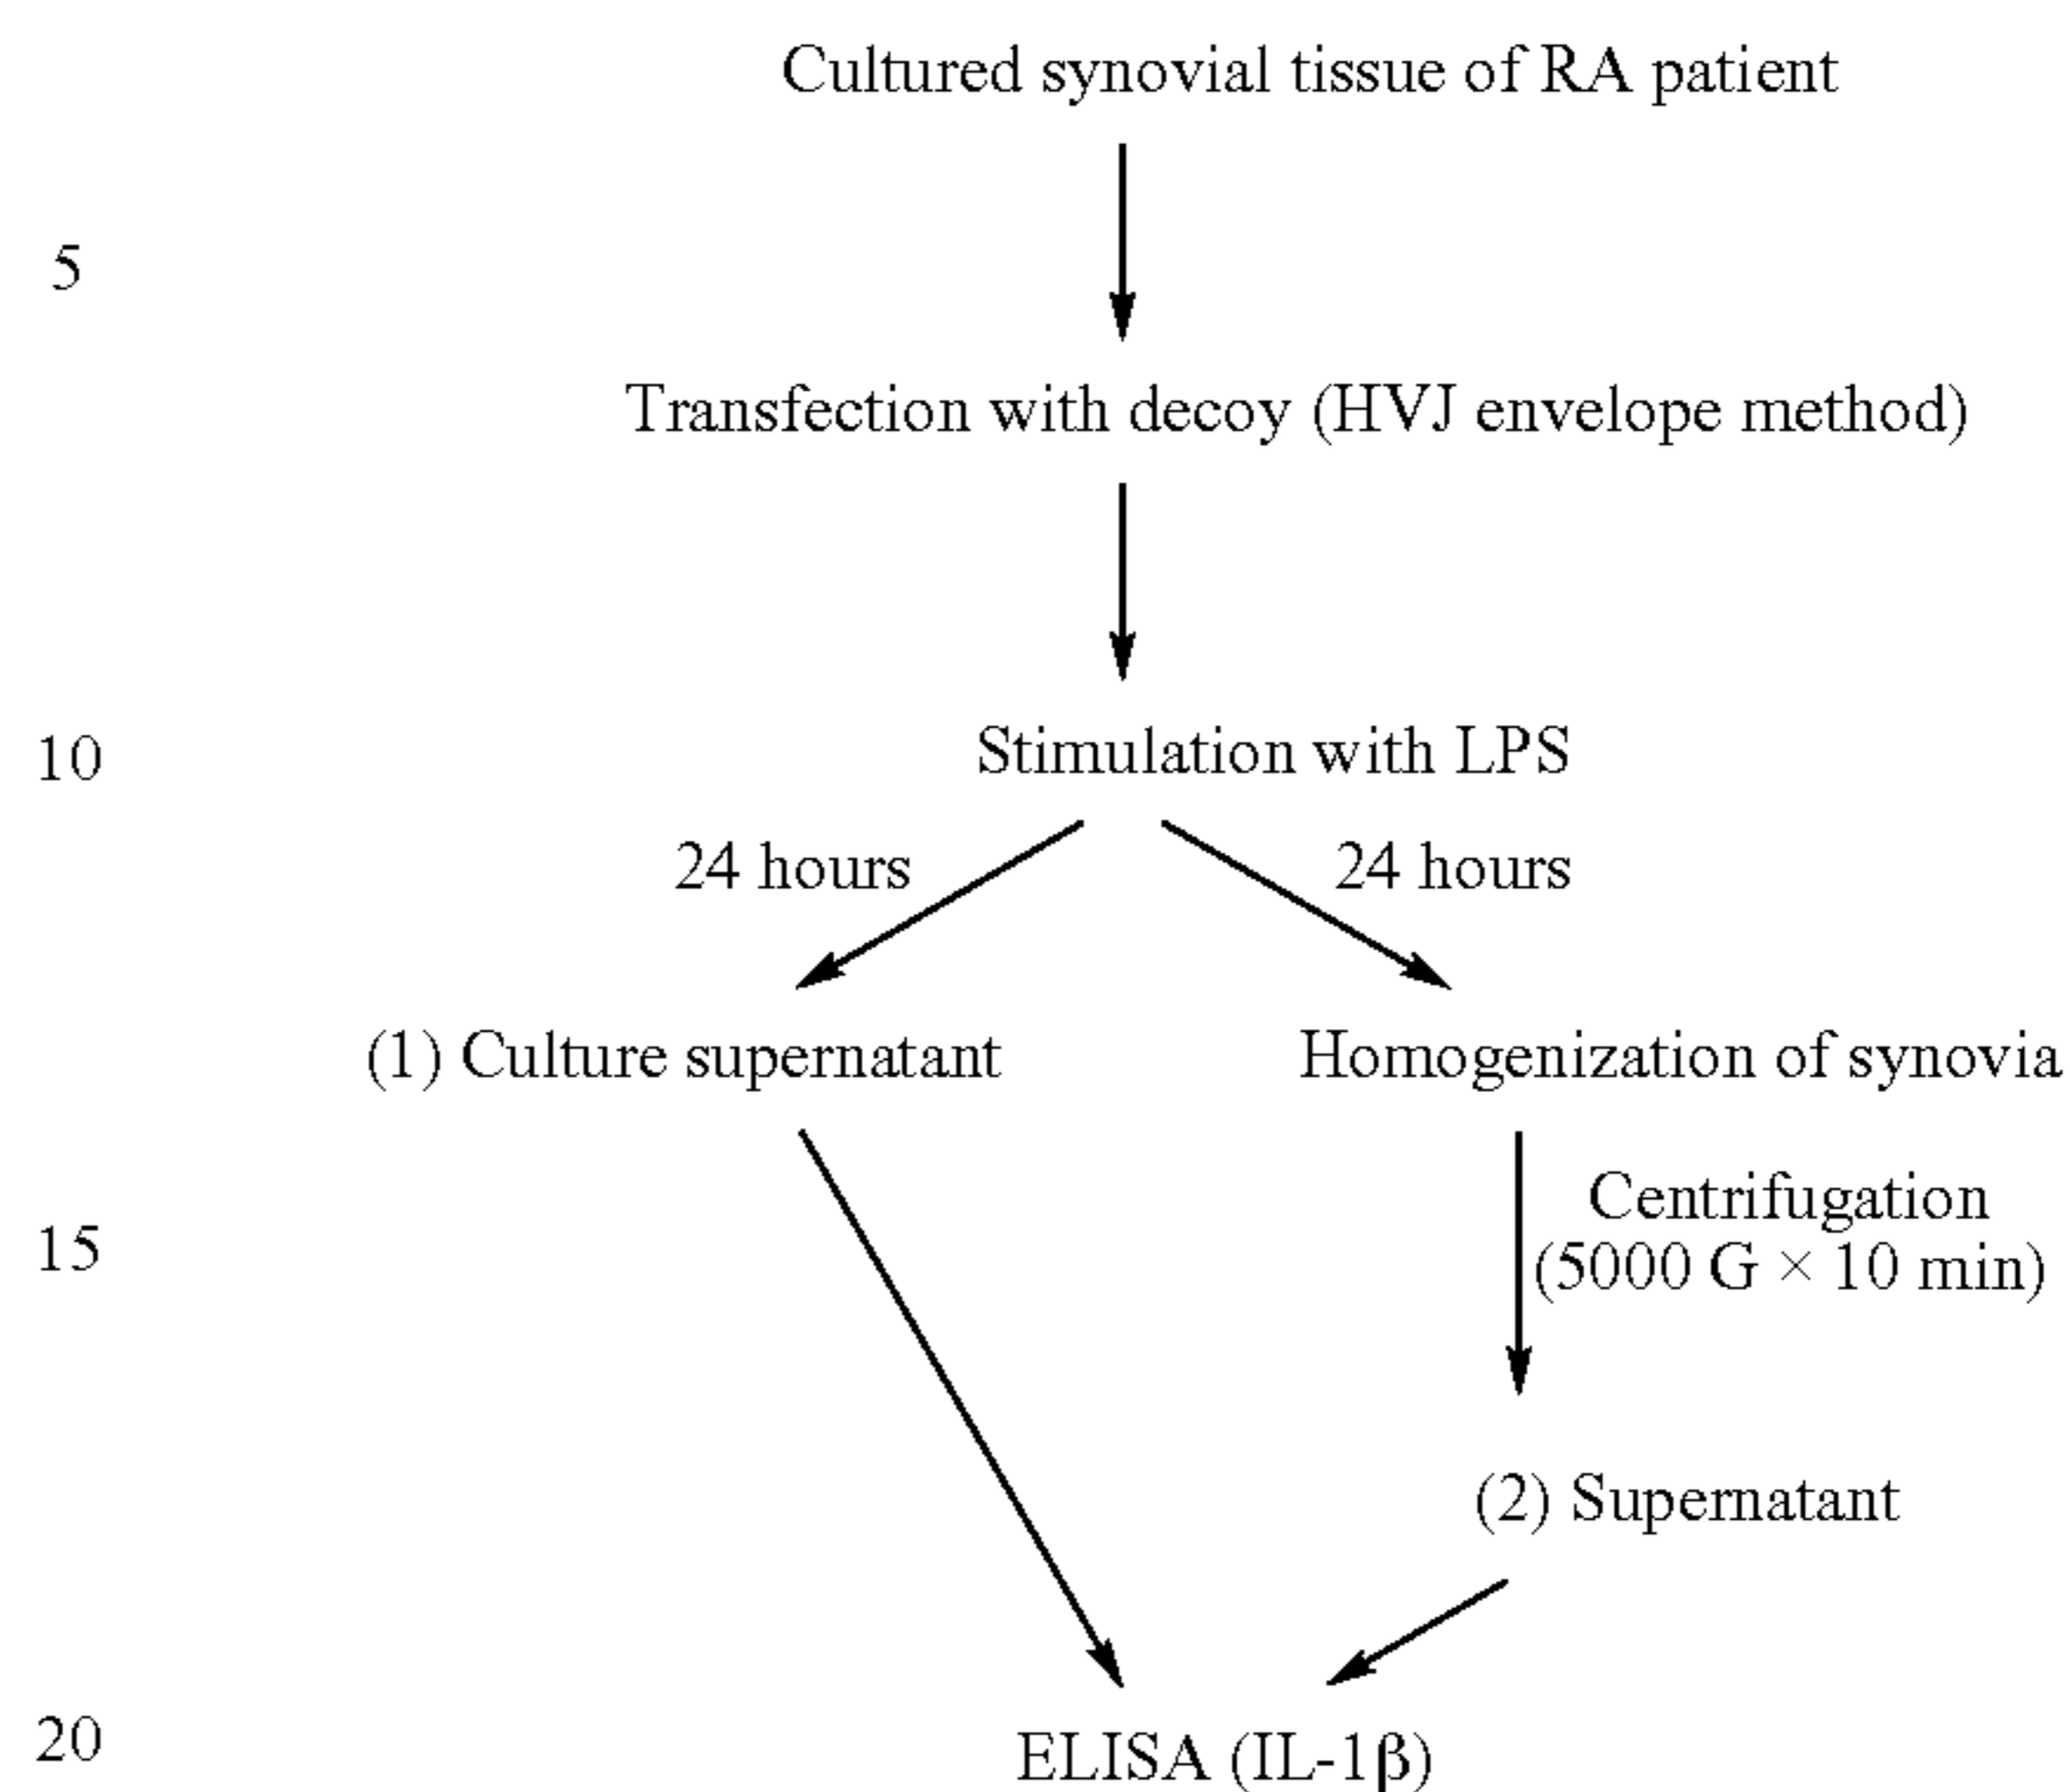 Cultured synovial tissue of RA patient
5
Transfection with decoy (HVJ envelope method)
10
Stimulation with LPS
24 hours
24 hours
(1) Culture supernatant
Homogenization of synovia
Centrifugation
15
(5000 G × 10 min)
(2) Supernatant
20
ELISA (IL-1β)